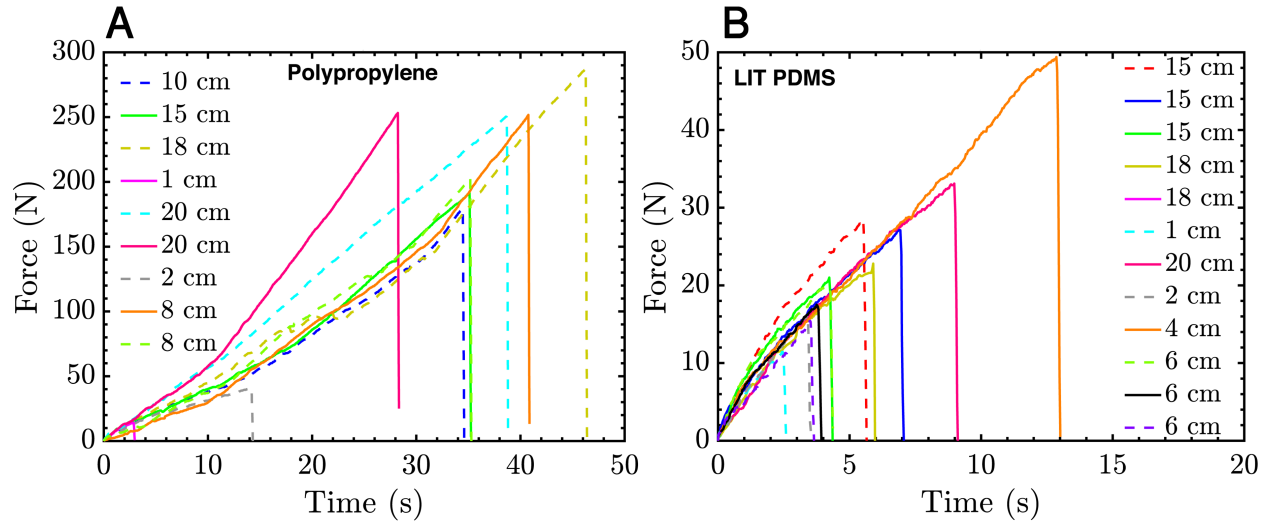 A
B
Polypropylene
LIT PDMS
300
250
200
150
100
50
0
Force (N)
10 cm
15 cm
18 cm
1 cm
20 cm
20 cm
2 cm
8 cm
8 cm
0
10
20
30
40
50
Time (s)
50
40
30
20
10
0
Force (N)
15 cm
15 cm
15 cm
18 cm
18 cm
1 cm
20 cm
2 cm
4 cm
6 cm
6 cm
6 cm
0
5
10
15
20
Time (s)